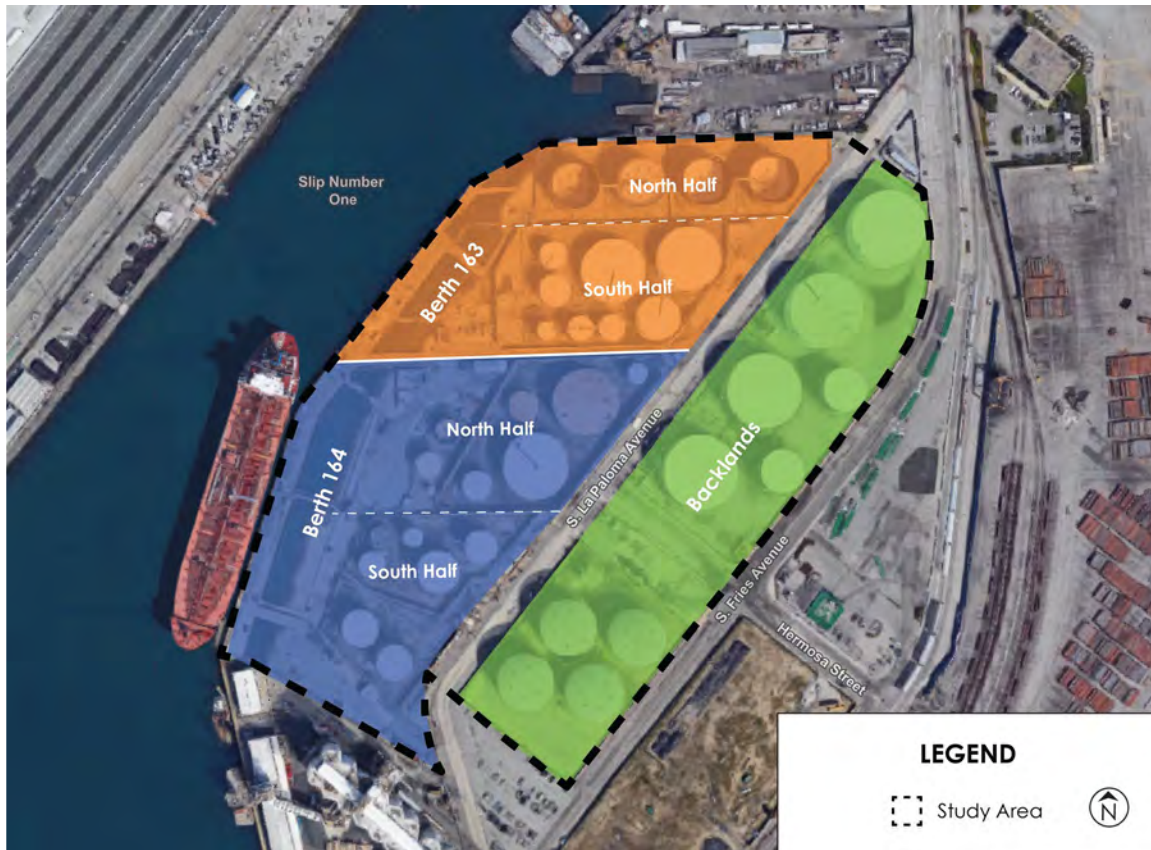 Slip Number
One
North Half
Berth 163
South Half
North Half
Berth 164
South Half
S. La Paloma Avenue
Backlands
S. Fries Avenue
Hermosa Street
LEGEND
Study Area
N